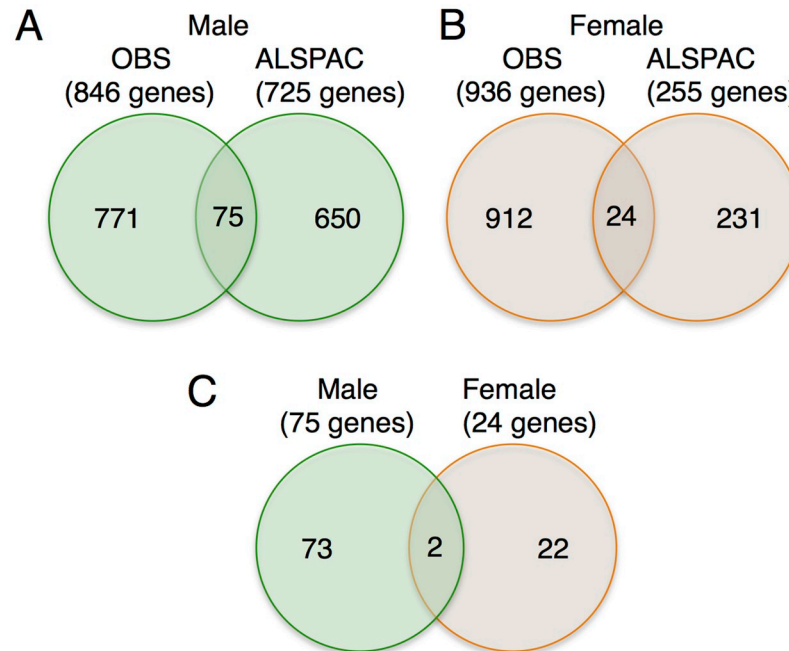 A
Male
OBS
ALSPAC
(846 genes)
(725 genes)
771
75
650
B
Female
OBS
ALSPAC
(936 genes)
(255 genes)
912
24
231
C
Male
Female
(75 genes)
(24 genes)
73
2
22